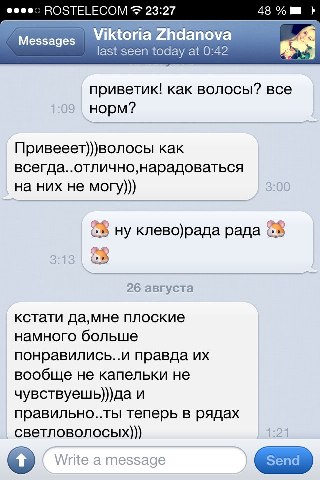 ROSTELECOM 23:27 48 %
Messages
Viktoria Zhdanova
last seen today at 0:42
приветик! как волосы? все
норм?
1:09
Привееет)))волосы как
всегда..отлично,нарадоваться
на них не могу)))
3:00
🐹 ну клево)рада рада 🐹
🐹
3:13
26 августа
кстати да,мне плоские
намного больше
понравились..и правда их
вообще не капельки не
чувствуешь)))да и
правильно..ты теперь в рядах
светловолосых)))
1:21
Write a message
Send